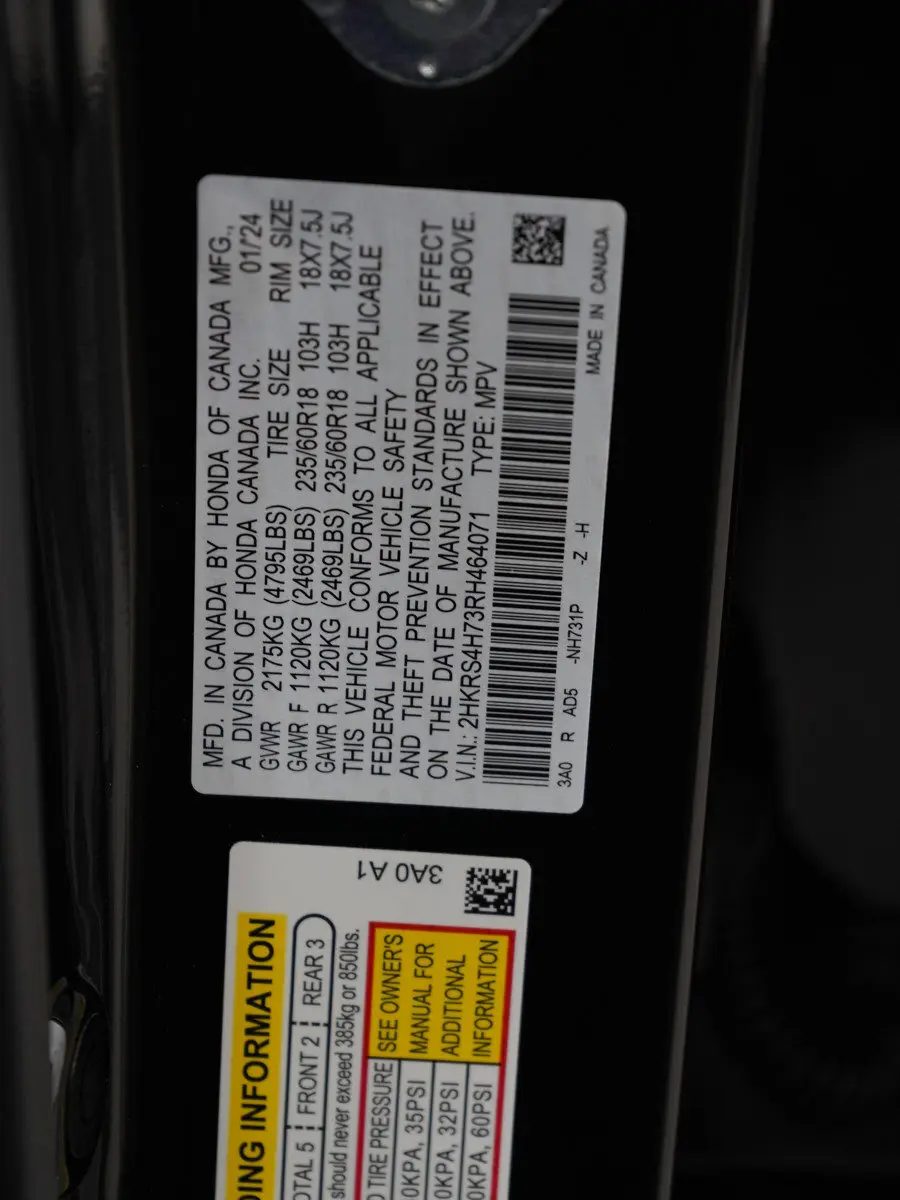 MFD. IN CANADA BY HONDA OF CANADA MFG.,
A DIVISION OF HONDA CANADA INC. 01/'24
GVWR 2175KG (4795LBS) TIRE SIZE RIM SIZE
GAWR F 1120KG (2469LBS) 235/60R18 103H 18X7.5J
GAWR R 1120KG (2469LBS) 235/60R18 103H 18X7.5J
THIS VEHICLE CONFORMS TO ALL APPLICABLE
FEDERAL MOTOR VEHICLE SAFETY
AND THEFT PREVENTION STANDARDS IN EFFECT
ON THE DATE OF MANUFACTURE SHOWN ABOVE.
V.I.N.: 2HKRS4H73RH464071 TYPE: MPV
3A0 R AD5 -NH731P -Z -H MADE IN CANADA
3A0 A1
DING INFORMATION
OTAL 5 FRONT 2 REAR 3
should never exceed 385kg or 850lbs.
D TIRE PRESSURE SEE OWNER'S
0KPA, 35PSI MANUAL FOR
0KPA, 32PSI ADDITIONAL
0KPA, 60PSI INFORMATION